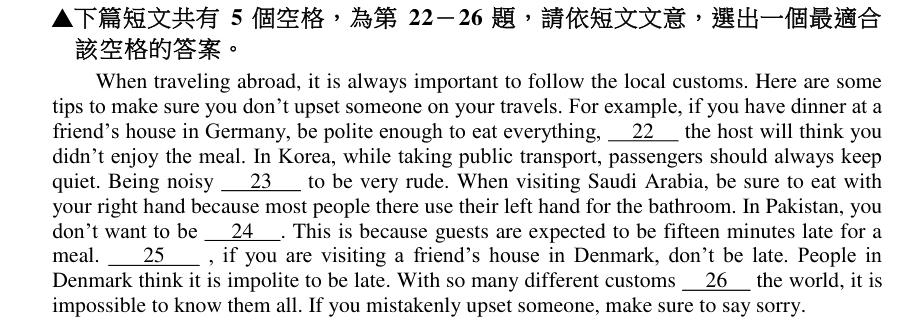 ▲下篇短文共有 5 個空格，為第 22－26 題，請依短文文意，選出一個最適合
該空格的答案。
When traveling abroad, it is always important to follow the local customs. Here are some
tips to make sure you don’t upset someone on your travels. For example, if you have dinner at a
friend’s house in Germany, be polite enough to eat everything, 22 the host will think you
didn’t enjoy the meal. In Korea, while taking public transport, passengers should always keep
quiet. Being noisy 23 to be very rude. When visiting Saudi Arabia, be sure to eat with
your right hand because most people there use their left hand for the bathroom. In Pakistan, you
don’t want to be 24 . This is because guests are expected to be fifteen minutes late for a
meal. 25 , if you are visiting a friend’s house in Denmark, don’t be late. People in
Denmark think it is impolite to be late. With so many different customs 26 the world, it is
impossible to know them all. If you mistakenly upset someone, make sure to say sorry.